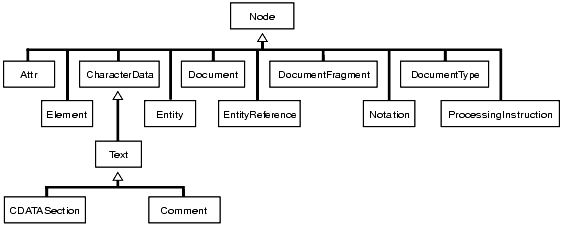 Node
Attr
CharacterData
Document
DocumentFragment
DocumentType
Element
Entity
EntityReference
Notation
ProcessingInstruction
Text
CDATASection
Comment